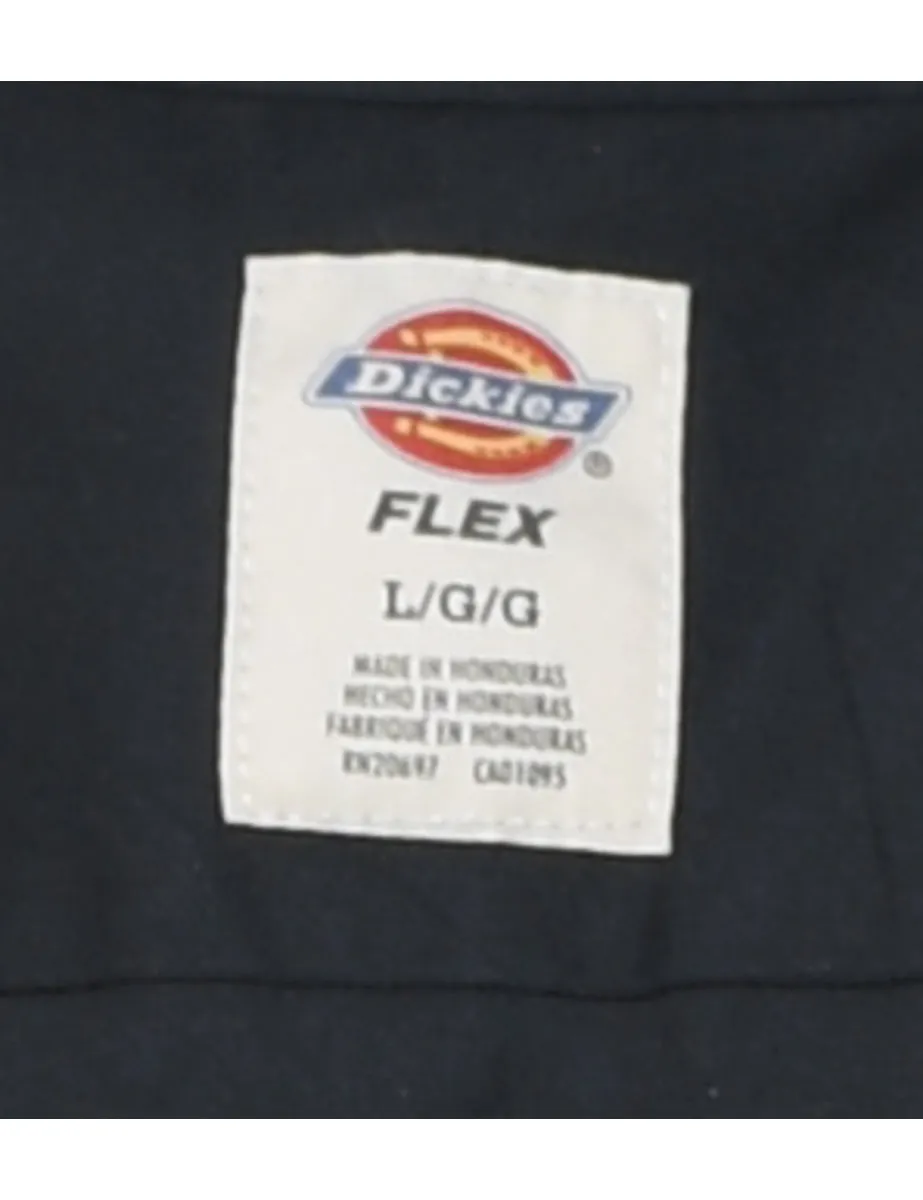 Dickies
®
FLEX
L/G/G
MADE IN HONDURAS
HECHO EN HONDURAS
FABRIQUÉ EN HONDURAS
RN20697 CA01095